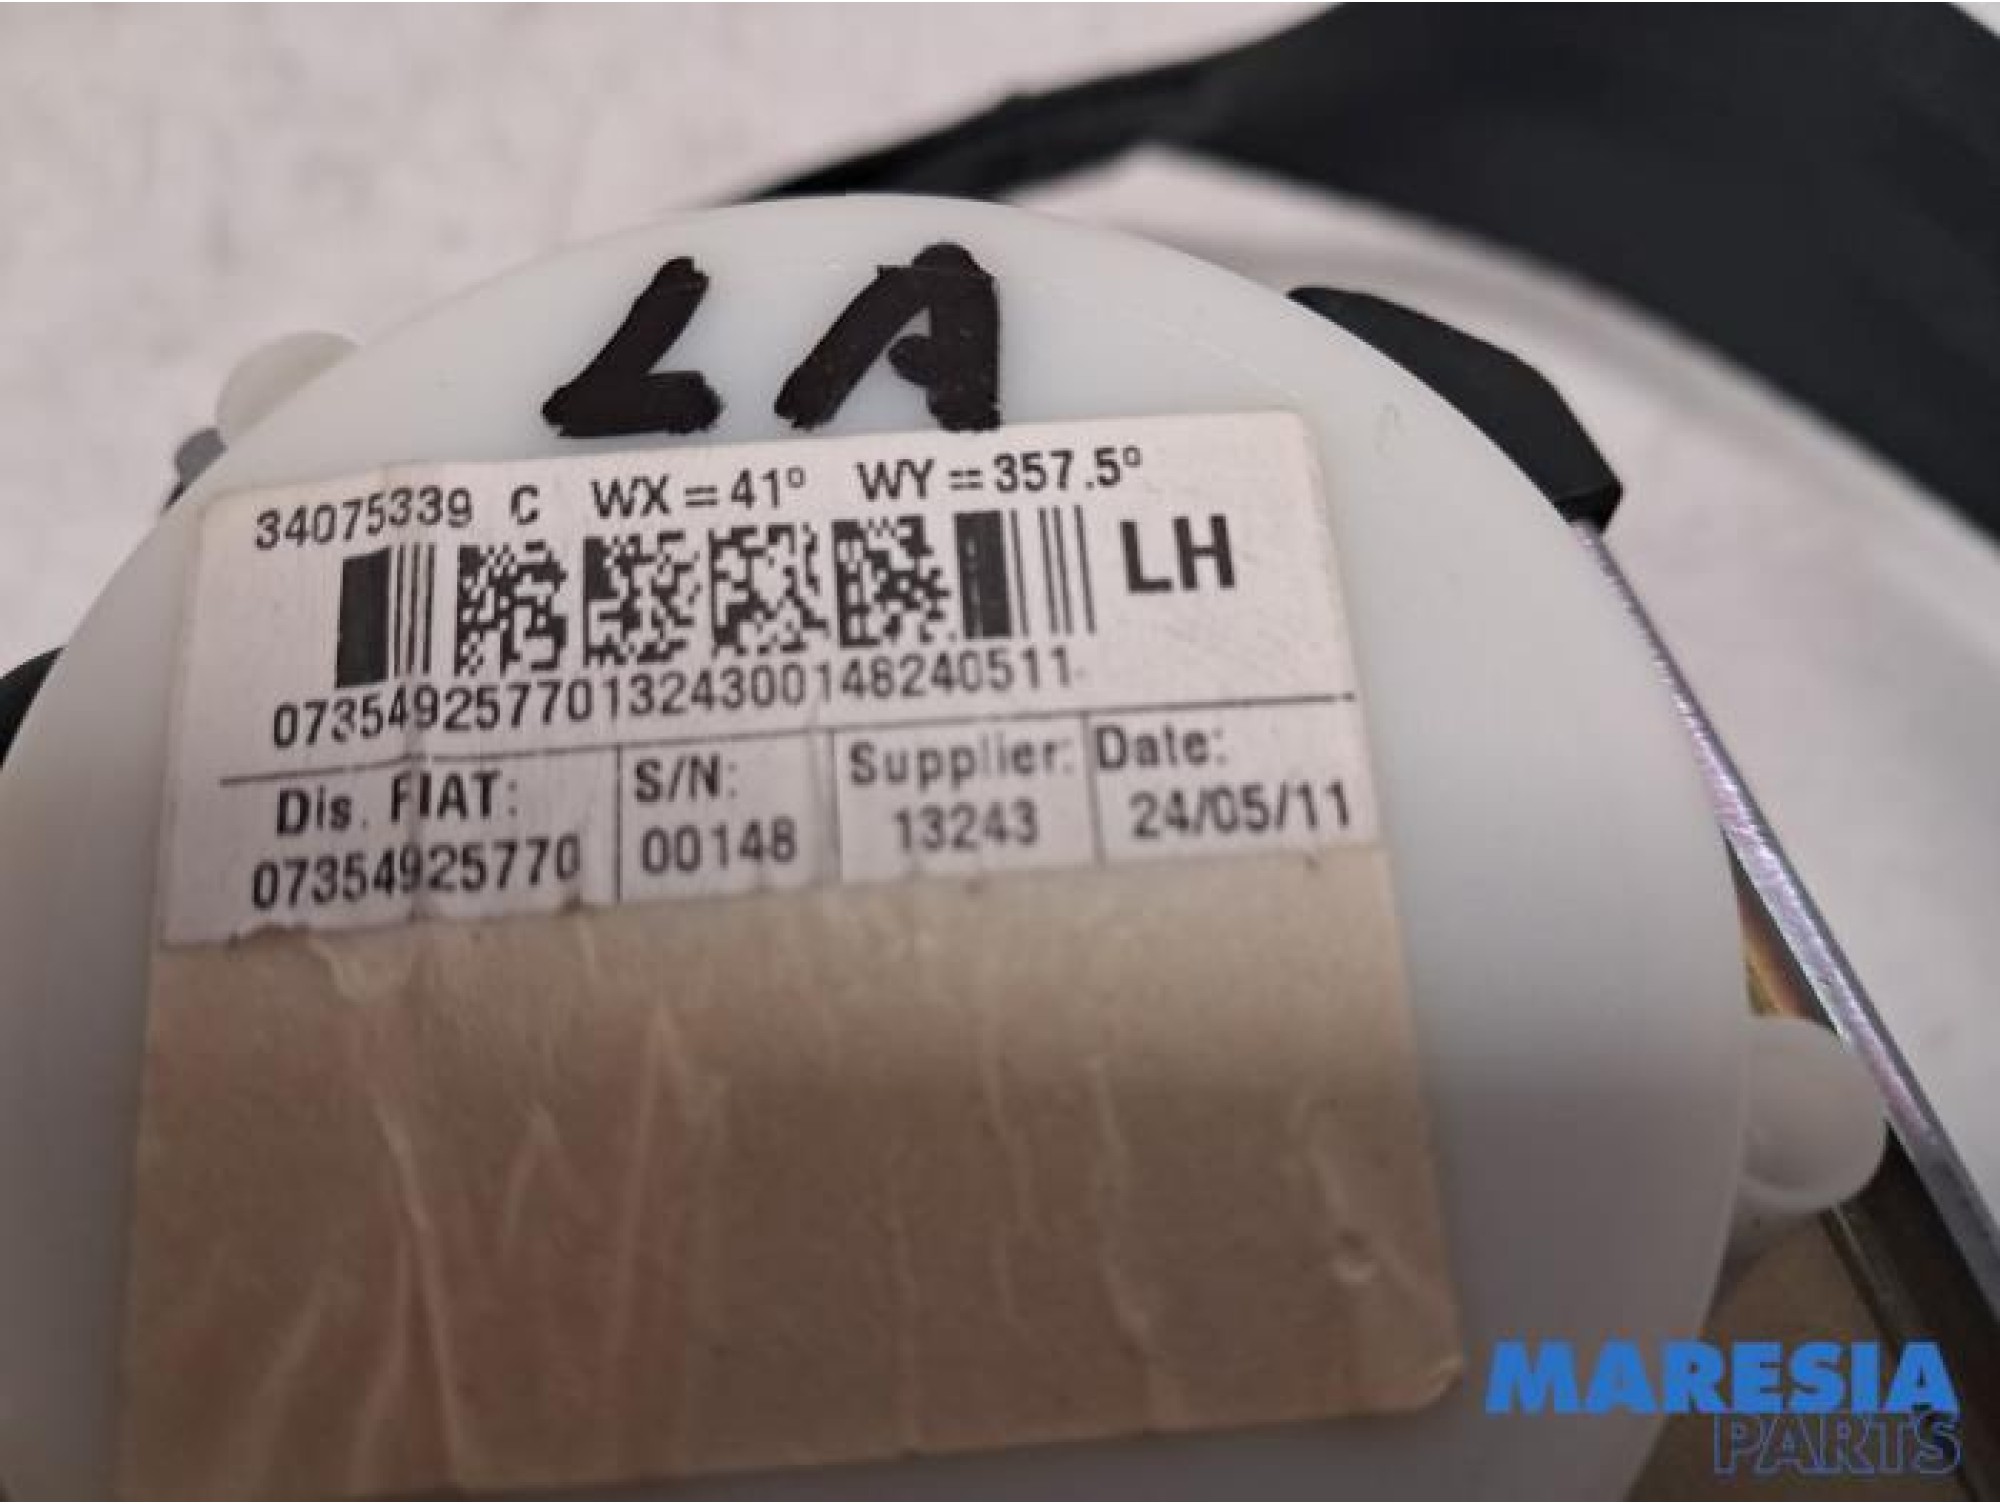 LA
34075339 C WX=41° WY=357.5°
LH
073549257701324300148240511
Dis. FIAT: S/N: Supplier: Date:
07354925770 00148 13243 24/05/11
MARESIA
PARTS